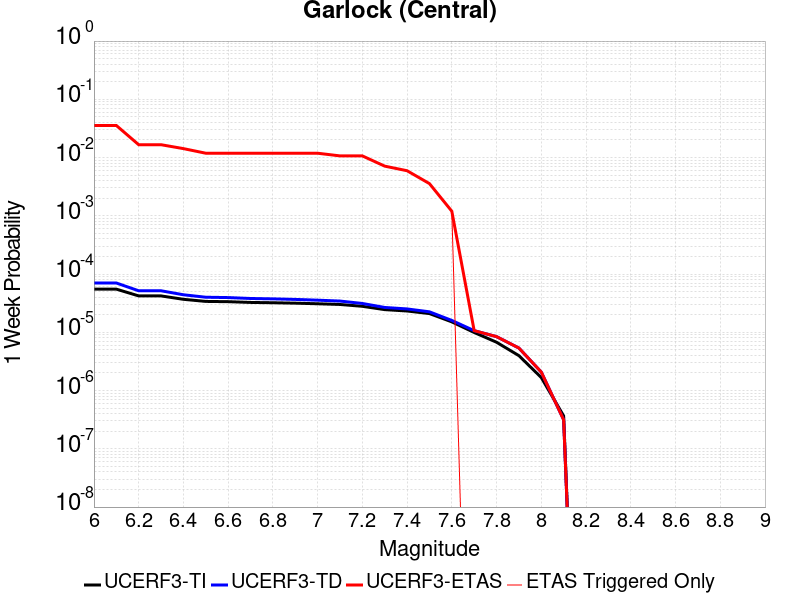 Garlock (Central)
10 0
10 -1
10 -2
10 -3
10 -4
10 -5
10 -6
10 -7
10 -8
1 Week Probability
6 6.2 6.4 6.6 6.8 7 7.2 7.4 7.6 7.8 8 8.2 8.4 8.6 8.8 9
Magnitude
UCERF3-TI UCERF3-TD UCERF3-ETAS ETAS Triggered Only